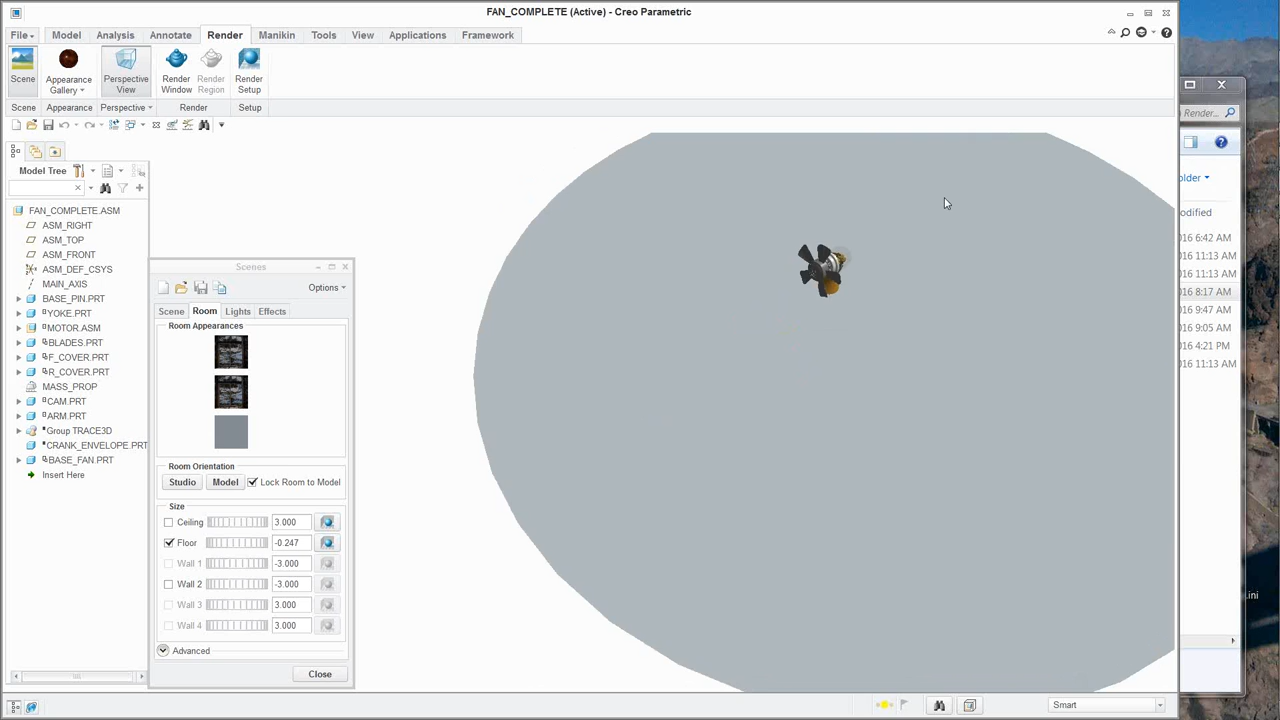 FAN_COMPLETE (Active) - Creo Parametric
File Model Analysis Annotate Render Manikin Tools View Applications Framework
Scene Appearance Gallery Perspective View Render Window Render Region Render Setup
Scene Appearance Perspective Render Setup
Render...
Model Tree
older
odified
FAN_COMPLETE.ASM
ASM_RIGHT
ASM_TOP
ASM_FRONT
ASM_DEF_CSYS
MAIN_AXIS
BASE_PIN.PRT
YOKE.PRT
MOTOR.ASM
BLADES.PRT
F_COVER.PRT
R_COVER.PRT
MASS_PROP
CAM.PRT
ARM.PRT
Group TRACE3D
CRANK_ENVELOPE.PRT
BASE_FAN.PRT
Insert Here
Scenes
Options
Scene Room Lights Effects
Room Appearances
Room Orientation
Studio Model Lock Room to Model
Size
Ceiling 3.000
Floor -0.247
Wall 1 -3.000
Wall 2 -3.000
Wall 3 3.000
Wall 4 3.000
Advanced
Close
016 6:42 AM
016 11:13 AM
016 11:13 AM
016 8:17 AM
016 9:47 AM
016 9:05 AM
016 4:21 PM
016 11:13 AM
.ini
Smart